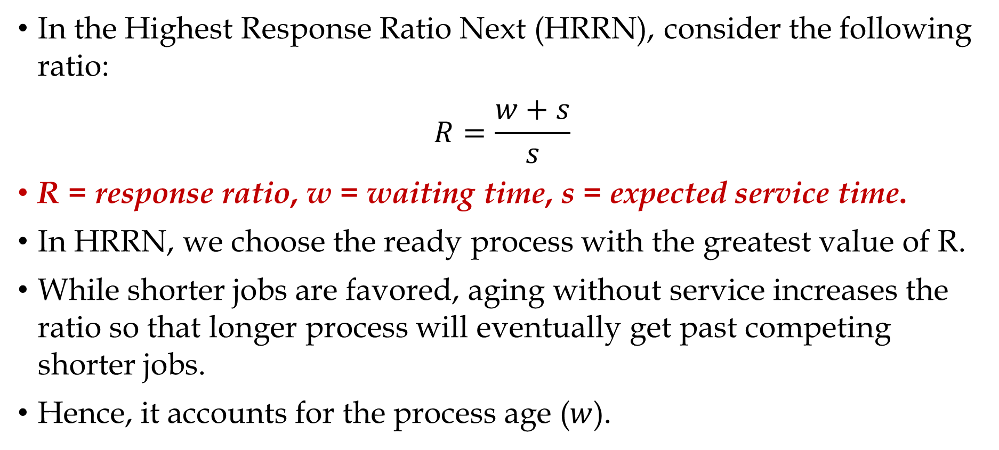 • In the Highest Response Ratio Next (HRRN), consider the following
ratio:
R = (w + s) / s
• R = response ratio, w = waiting time, s = expected service time.
• In HRRN, we choose the ready process with the greatest value of R.
• While shorter jobs are favored, aging without service increases the
ratio so that longer process will eventually get past competing
shorter jobs.
• Hence, it accounts for the process age (w).